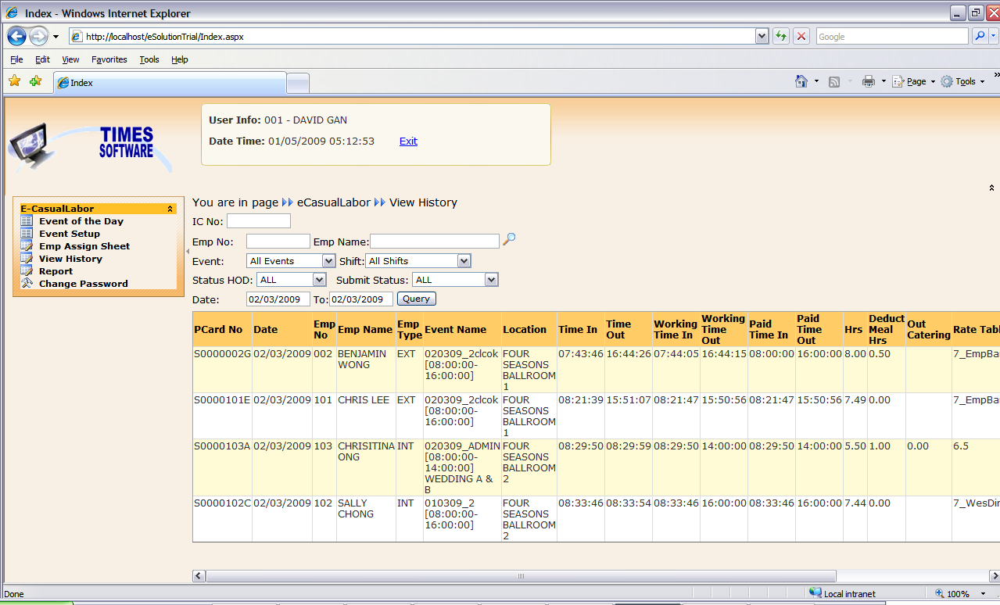 Index - Windows Internet Explorer
http://localhost/eSolutionTrial/Index.aspx
Google
File Edit View Favorites Tools Help
Index
Page Tools
TIMES
SOFTWARE
User Info: 001 - DAVID GAN
Date Time: 01/05/2009 05:12:53 Exit
E-CasualLabor
Event of the Day
Event Setup
Emp Assign Sheet
View History
Report
Change Password
You are in page eCasualLabor View History
IC No:
Emp No: Emp Name:
Event: All Events Shift: All Shifts
Status HOD: ALL Submit Status: ALL
Date: 02/03/2009 To: 02/03/2009 Query
PCard No Date Emp No Emp Name Emp Type Event Name Location Time In Time Out Working Time In Working Time Out Paid Time In Paid Time Out Hrs Deduct Meal Hrs Out Catering Rate Tabl
S0000002G 02/03/2009 002 BENJAMIN WONG EXT 020309_2clcok [08:00:00-16:00:00] FOUR SEASONS BALLROOM 1 07:43:46 16:44:26 07:44:05 16:44:15 08:00:00 16:00:00 8.00 0.50 7_EmpBa
S0000101E 02/03/2009 101 CHRIS LEE EXT 020309_2clcok [08:00:00-16:00:00] FOUR SEASONS BALLROOM 1 08:21:39 15:51:07 08:21:47 15:50:56 08:21:47 15:50:56 7.49 0.00 7_EmpBa
S0000103A 02/03/2009 103 CHRISITINA ONG INT 020309_ADMIN [08:00:00-14:00:00] WEDDING A & B FOUR SEASONS BALLROOM 2 08:29:50 08:29:59 08:29:50 14:00:00 08:29:50 14:00:00 5.50 1.00 0.00 6.5
S0000102C 02/03/2009 102 SALLY CHONG INT 010309_2 [08:00:00-16:00:00] FOUR SEASONS BALLROOM 2 08:33:46 08:33:54 08:33:46 16:00:00 08:33:46 16:00:00 7.44 0.00 7_WesDin
Done Local intranet 100%